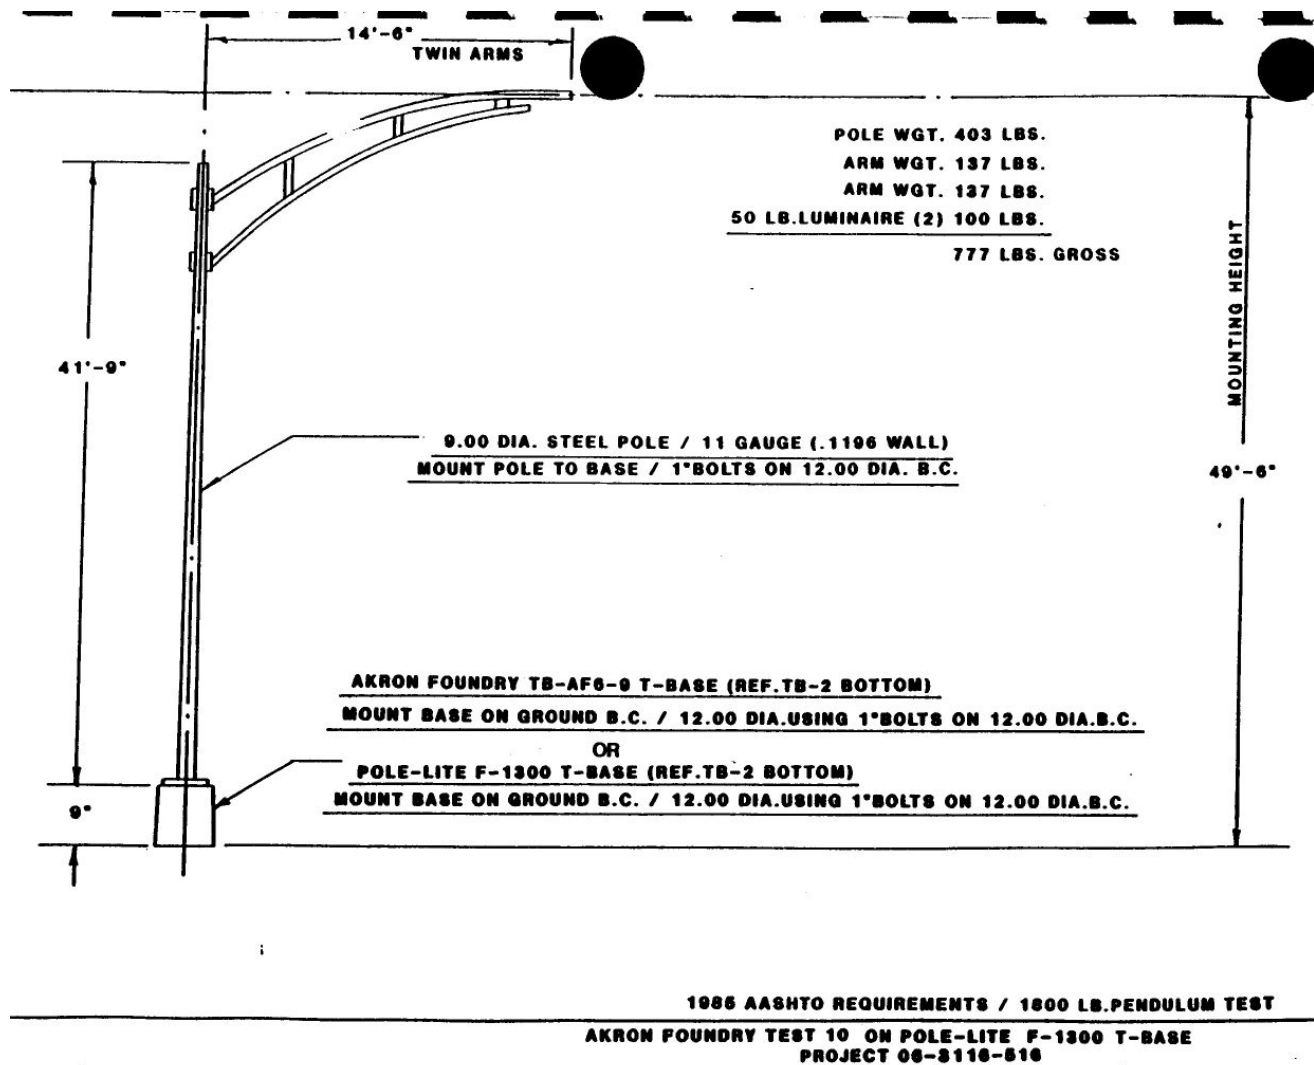 14'-6"
TWIN ARMS
POLE WGT. 403 LBS.
ARM WGT. 137 LBS.
ARM WGT. 137 LBS.
50 LB.LUMINAIRE (2) 100 LBS.
777 LBS. GROSS
MOUNTING HEIGHT
41'-9"
9.00 DIA. STEEL POLE / 11 GAUGE (.1196 WALL)
MOUNT POLE TO BASE / 1"BOLTS ON 12.00 DIA. B.C.
49'-6"
AKRON FOUNDRY TB-AF6-9 T-BASE (REF.TB-2 BOTTOM)
MOUNT BASE ON GROUND B.C. / 12.00 DIA.USING 1"BOLTS ON 12.00 DIA.B.C.
OR
POLE-LITE F-1300 T-BASE (REF.TB-2 BOTTOM)
MOUNT BASE ON GROUND B.C. / 12.00 DIA.USING 1"BOLTS ON 12.00 DIA.B.C.
9"
1985 AASHTO REQUIREMENTS / 1800 LB.PENDULUM TEST
AKRON FOUNDRY TEST 10 ON POLE-LITE F-1300 T-BASE
PROJECT